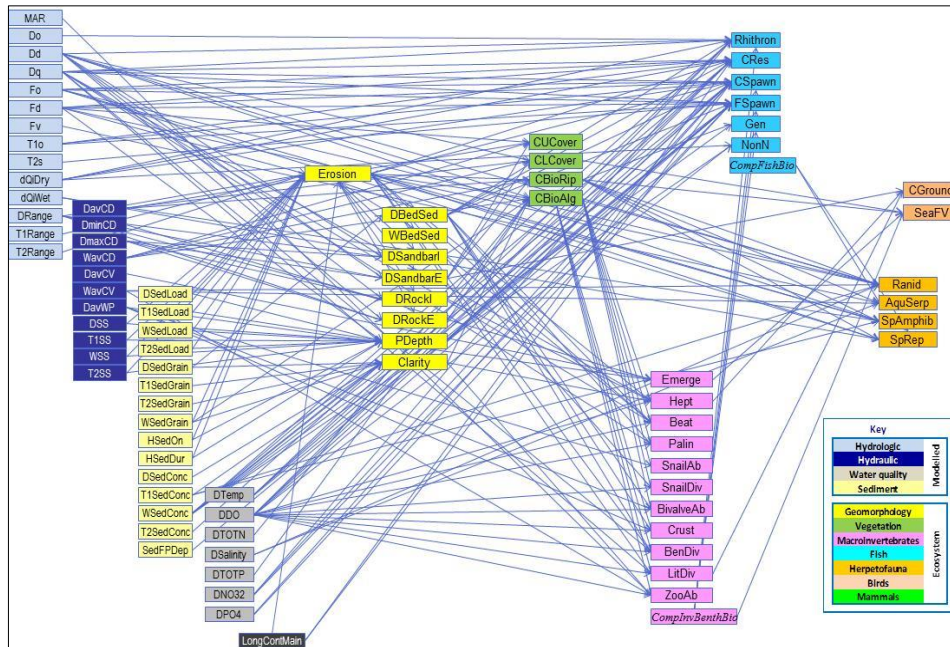 MAR
Do
Dd
Dq
Fo
Fd
Fv
T1o
T2s
dQiDry
dQiWet
DRange
T1Range
T2Range
DavCD
DminCD
DmaxCD
WavCD
DavCV
WavCV
DavWP
DSS
T1SS
WSS
T2SS
DSedLoad
T1SedLoad
WSedLoad
T2SedLoad
DSedGrain
T1SedGrain
T2SedGrain
WSedGrain
HSedOn
HSedDur
DSedConc
T1SedConc
WSedConc
T2SedConc
SedFPDep
DTemp
DDO
DTOTN
DSalinity
DTOTP
DNO32
DPO4
LongContMain
Erosion
DBedSed
WBedSed
DSandbarI
DSandbarE
DRockI
DRockE
PDepth
Clarity
CUCover
CLCover
CBioRip
CBioAlg
Emerge
Hept
Beat
Palin
SnailAb
SnailDiv
BivalveAb
Crust
BenDiv
LitDiv
ZooAb
CompInvBenthBio
Rhithron
CRes
CSpawn
FSpawn
Gen
NonN
CompFishBio
CGround
SeaFV
Ranid
AquSerp
SpAmphib
SpRep
Key
Hydrologic
Hydraulic
Water quality
Sediment
Modelled
Geomorphology
Vegetation
Macroinvertebrates
Fish
Herpetofauna
Birds
Mammals
Ecosystem